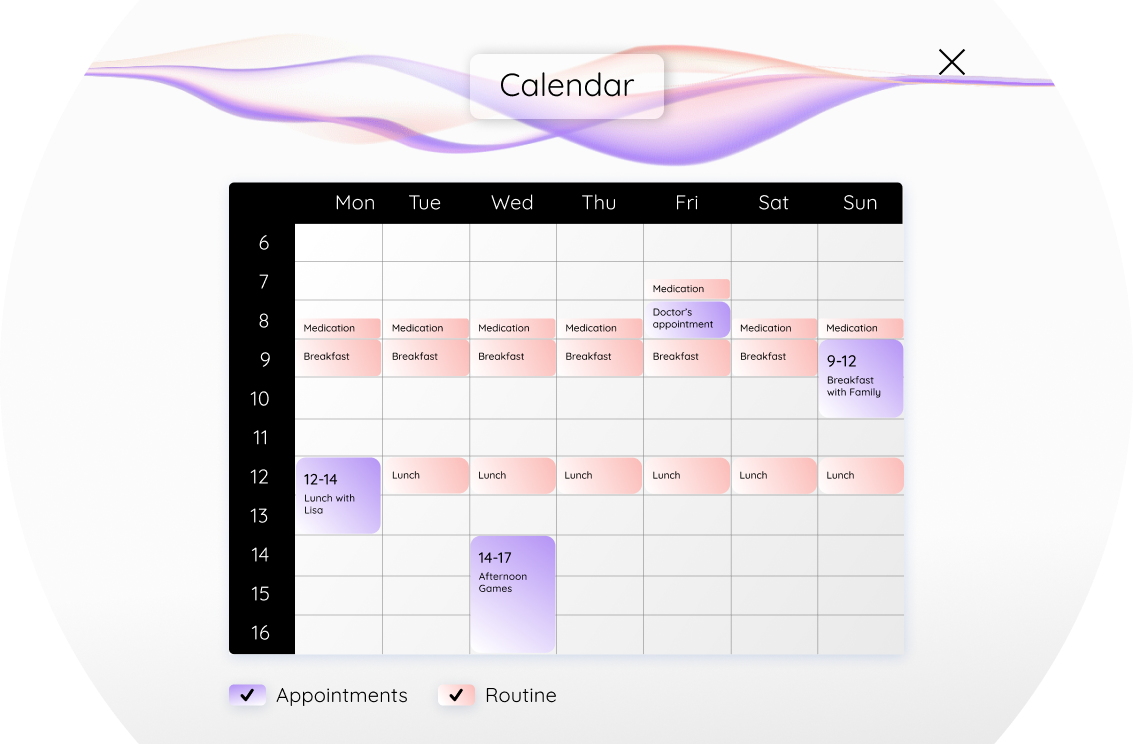 Calendar
Mon Tue Wed Thu Fri Sat Sun
6
7
Medication
8
Doctor's
appointment
Medication Medication Medication Medication Medication Medication
9
Breakfast Breakfast Breakfast Breakfast Breakfast Breakfast
9-12
Breakfast
with Family
10
11
12
12-14
Lunch with
Lisa
Lunch Lunch Lunch Lunch Lunch Lunch
13
14
14-17
Afternoon
Games
15
16
Appointments Routine